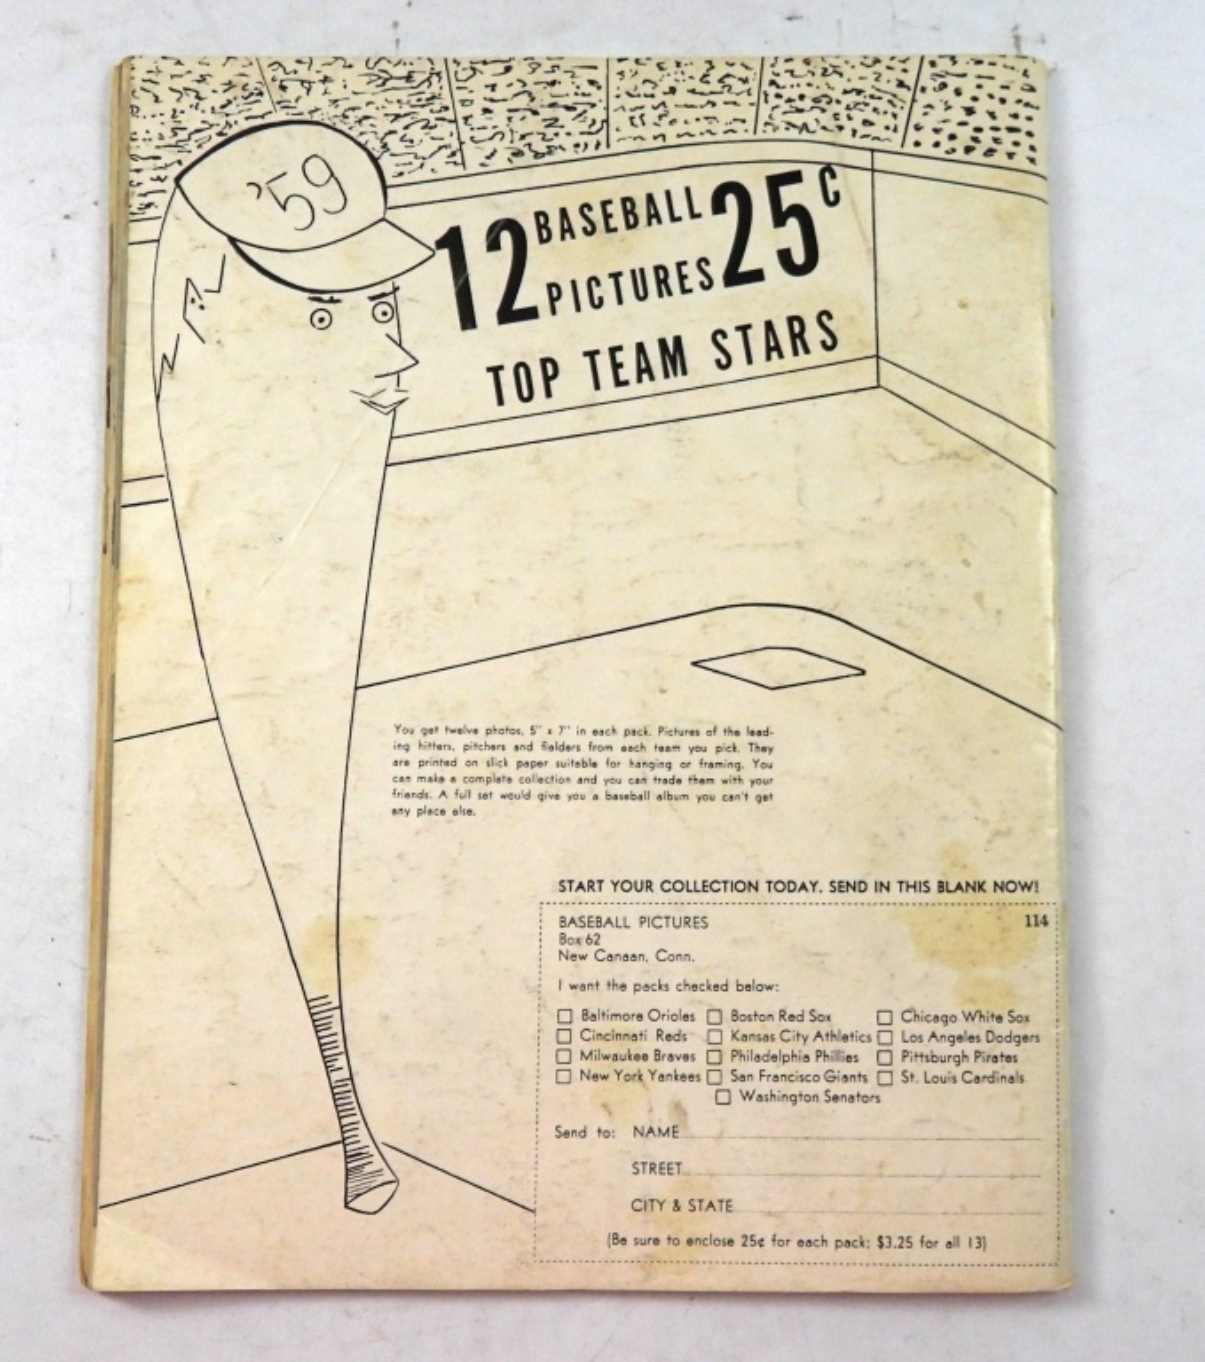 '59
12 BASEBALL PICTURES 25¢
TOP TEAM STARS
You get twelve photos, 5" x 7" in each pack. Pictures of the lead-
ing hitters, pitchers and fielders from each team you pick. They
are printed on slick paper suitable for hanging or framing. You
can make a complete collection and you can trade them with your
friends. A full set would give you a baseball album you can't get
any place else.
START YOUR COLLECTION TODAY. SEND IN THIS BLANK NOW!
BASEBALL PICTURES 114
Box 62
New Canaan, Conn.
I want the packs checked below:
Baltimore Orioles Boston Red Sox Chicago White Sox
Cincinnati Reds Kansas City Athletics Los Angeles Dodgers
Milwaukee Braves Philadelphia Phillies Pittsburgh Pirates
New York Yankees San Francisco Giants St. Louis Cardinals
Washington Senators
Send to: NAME
STREET
CITY & STATE
(Be sure to enclose 25¢ for each pack; $3.25 for all 13)